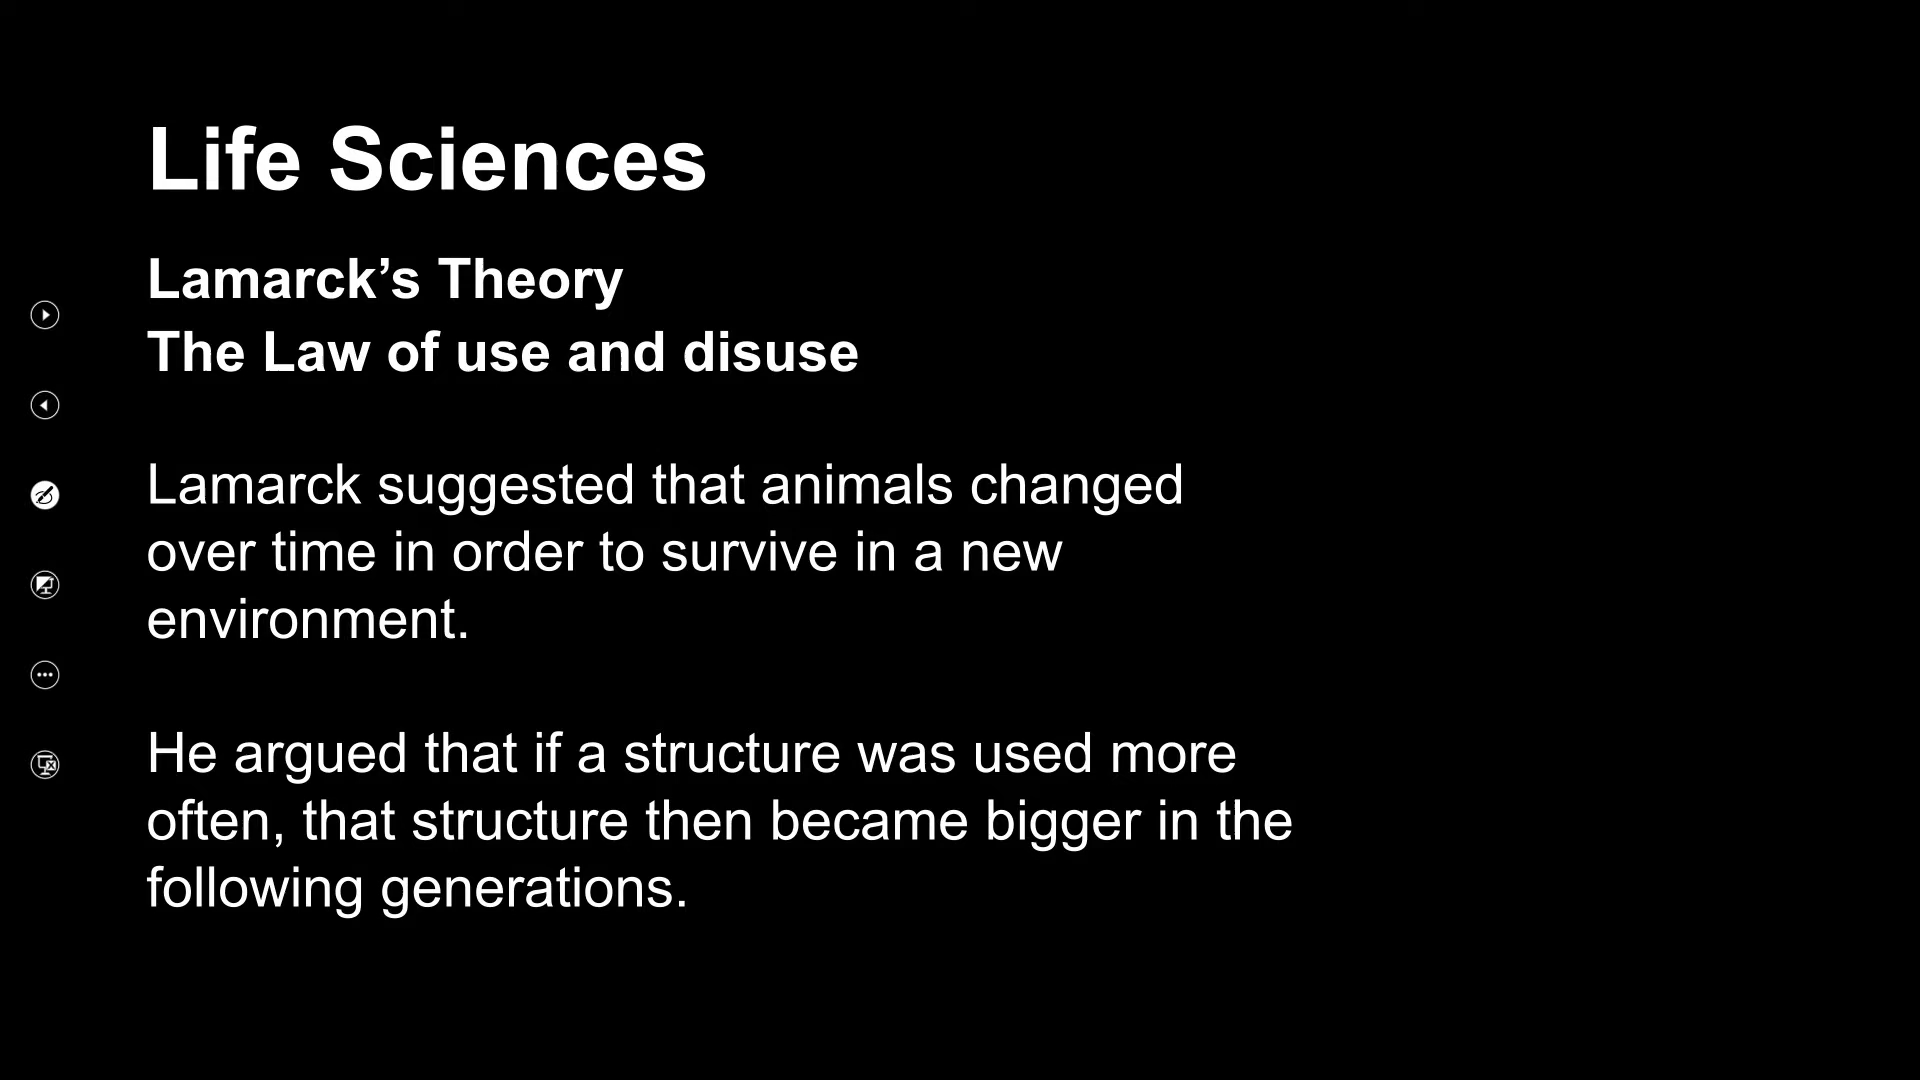 Life Sciences
Lamarck’s Theory
The Law of use and disuse
Lamarck suggested that animals changed
over time in order to survive in a new
environment.
He argued that if a structure was used more
often, that structure then became bigger in the
following generations.